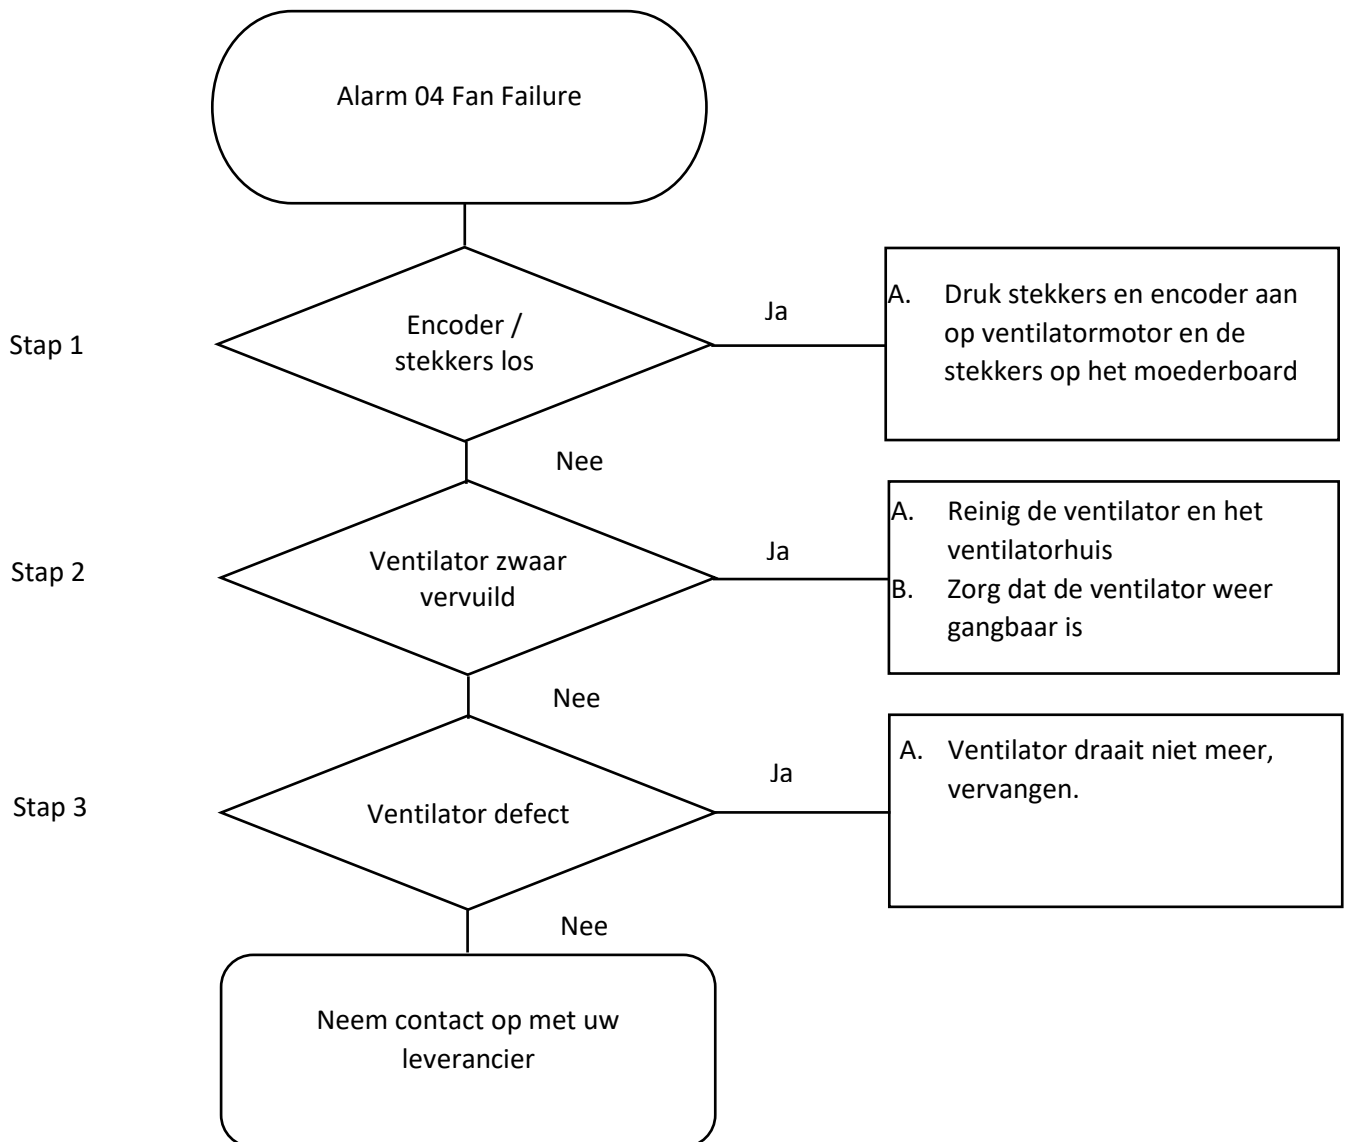 Alarm 04 Fan Failure
Stap 1
Encoder /
stekkers los
Ja
A. Druk stekkers en encoder aan
op ventilatormotor en de
stekkers op het moederboard
Nee
Stap 2
Ventilator zwaar
vervuild
Ja
A. Reinig de ventilator en het
ventilatorhuis
B. Zorg dat de ventilator weer
gangbaar is
Nee
Stap 3
Ventilator defect
Ja
A. Ventilator draait niet meer,
vervangen.
Nee
Neem contact op met uw
leverancier